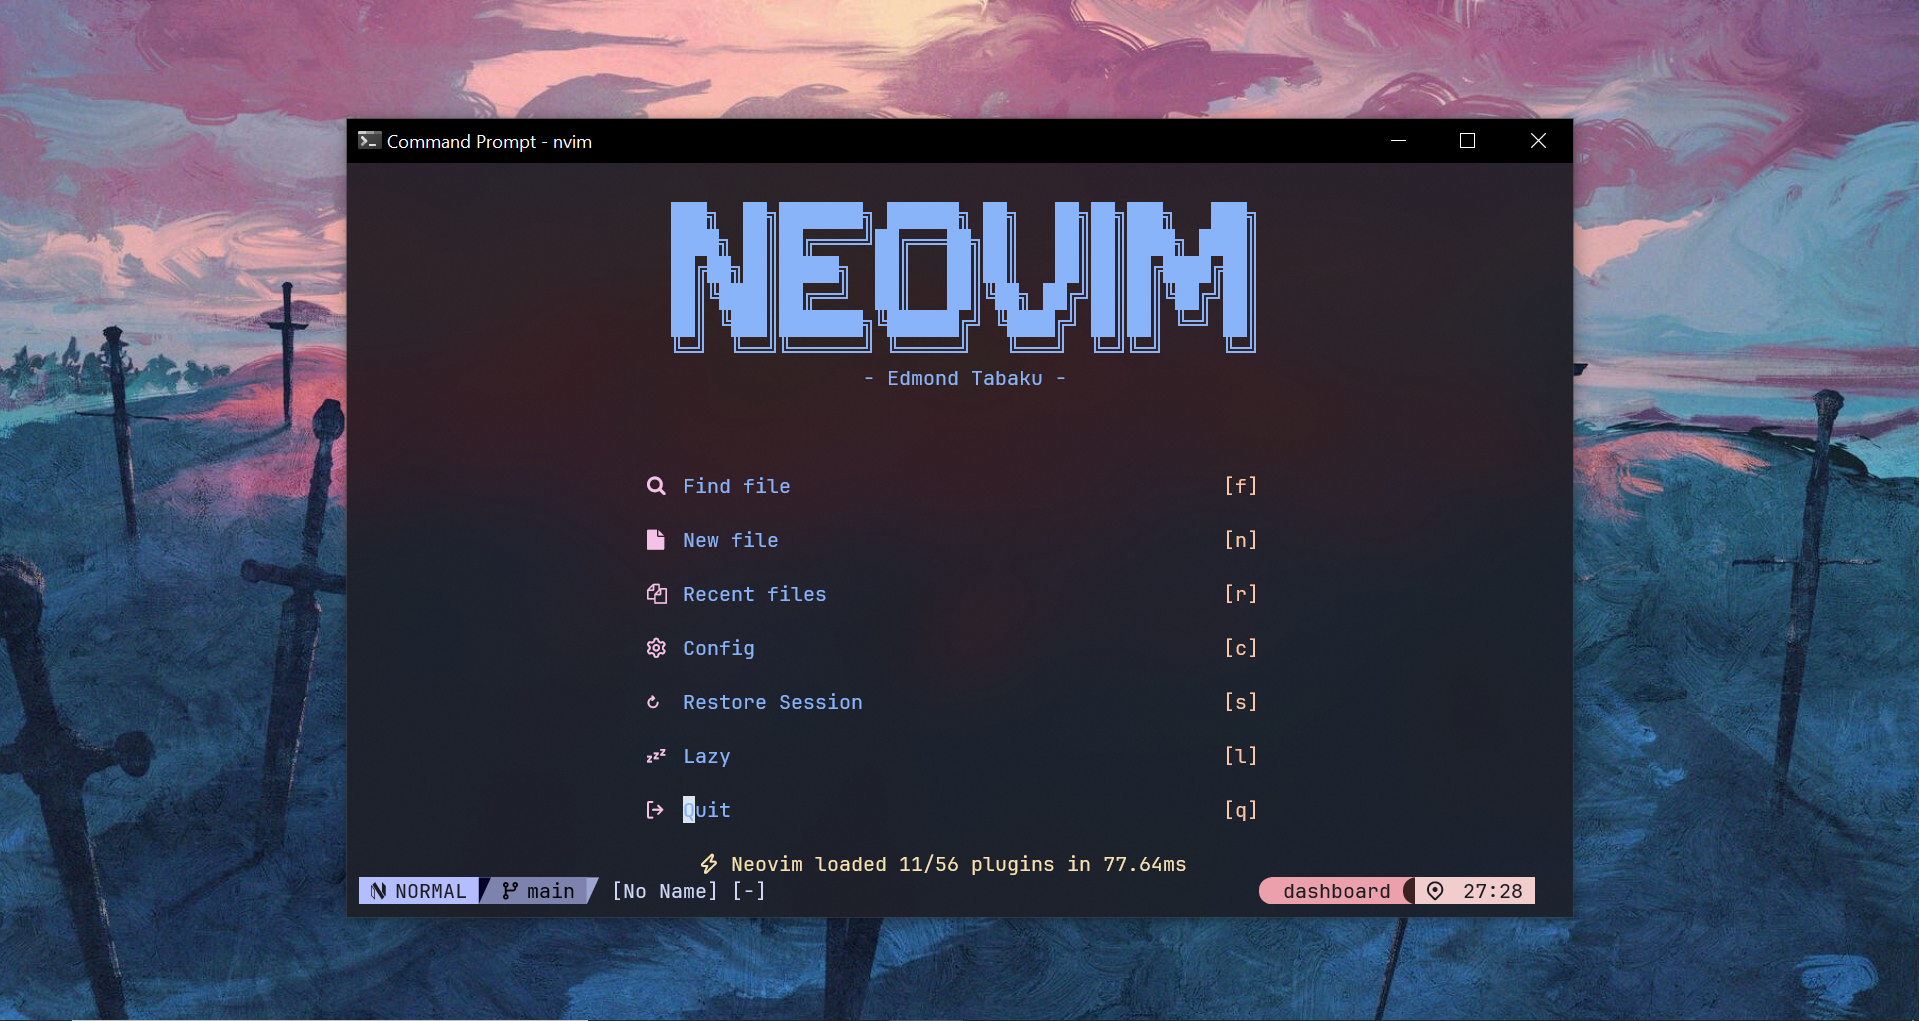 Command Prompt - nvim
NEOVIM
- Edmond Tabaku -
Find file [f]
New file [n]
Recent files [r]
Config [c]
Restore Session [s]
zzz Lazy [l]
Quit [q]
Neovim loaded 11/56 plugins in 77.64ms
NORMAL main [No Name] [-] dashboard 27:28